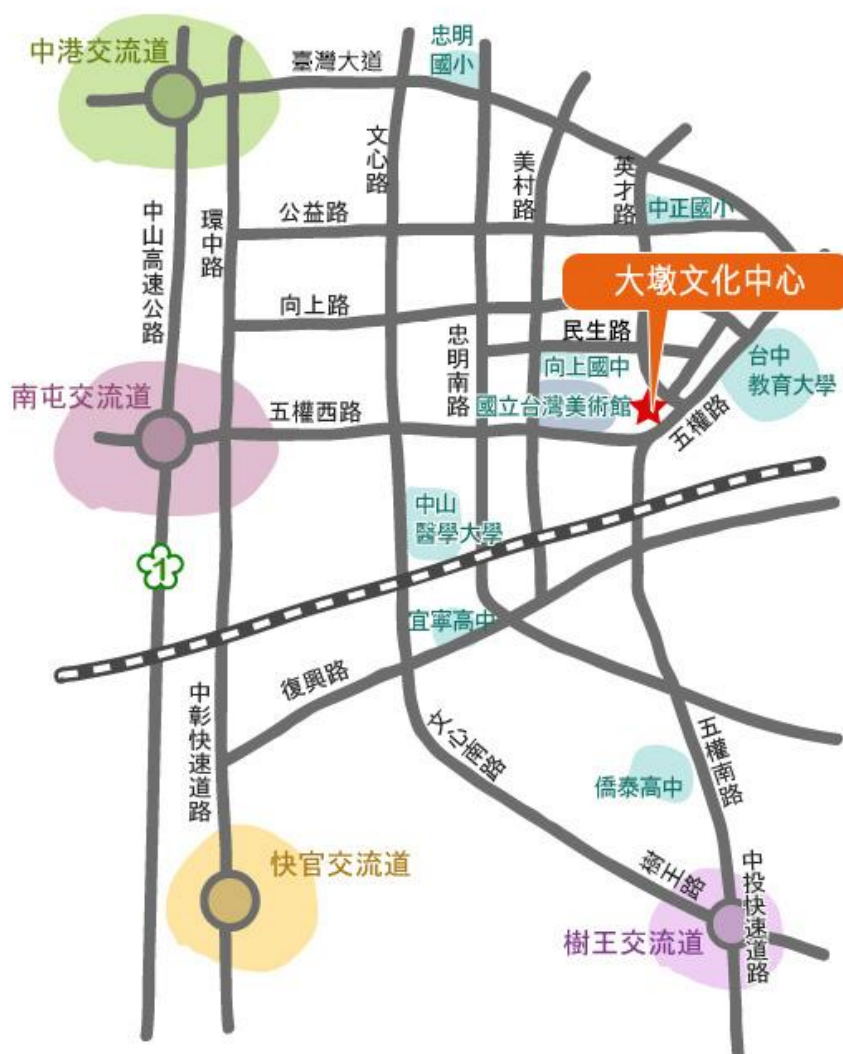 忠明
國小
中港交流道
臺灣大道
文心路
美村路
英才路
中正國小
公益路
中山高速公路
環中路
大墩文化中心
向上路
民生路
忠明南路
向上國中
台中
教育大學
南屯交流道
五權西路
國立台灣美術館
五權路
中山
醫學大學
1
宜寧高中
復興路
中彰快速道路
文心南路
五權南路
僑泰高中
快官交流道
樹王路
中投快速道路
樹王交流道